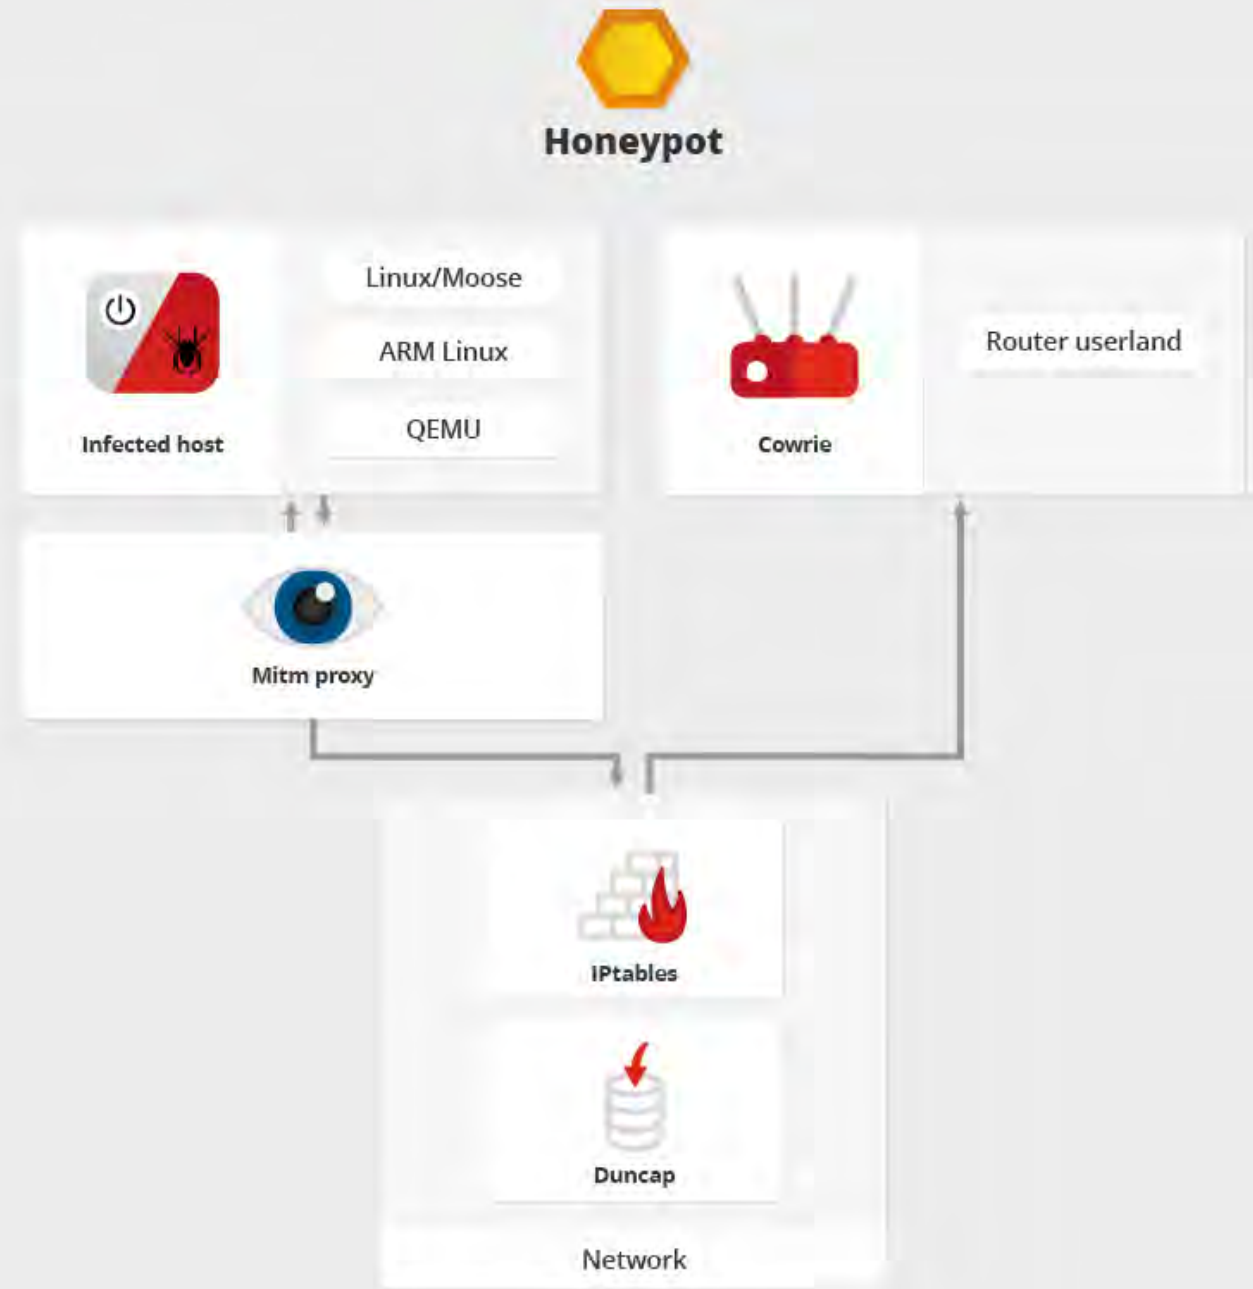 Honeypot
Linux/Moose
ARM Linux
QEMU
Infected host
Router userland
Cowrie
Mitm proxy
IPtables
Duncap
Network